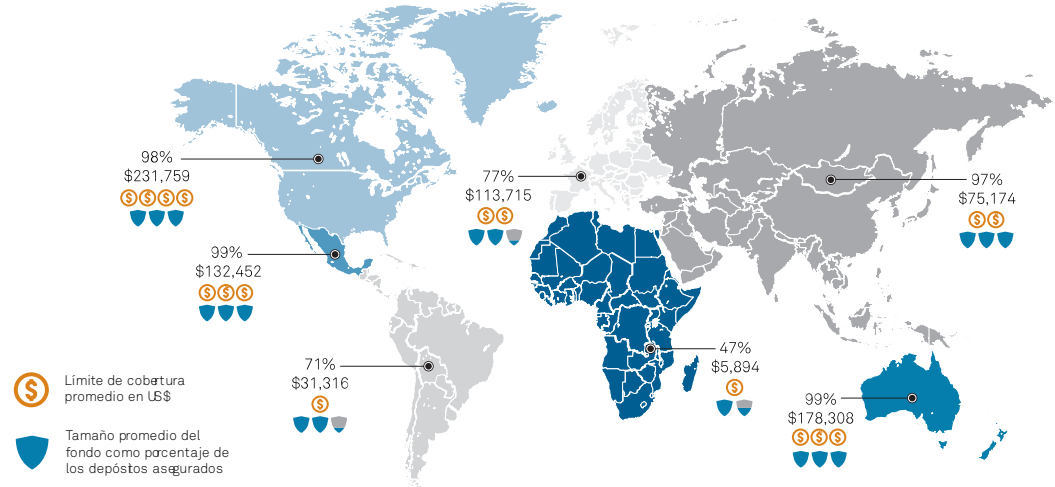 98%
$231,759
77%
$113,715
97%
$75,174
99%
$132,452
47%
$5,894
71%
$31,316
99%
$178,308
Límite de cobertura
promedio en US$
Tamaño promedio del
fondo como porcentaje de
los depósitos asegurados